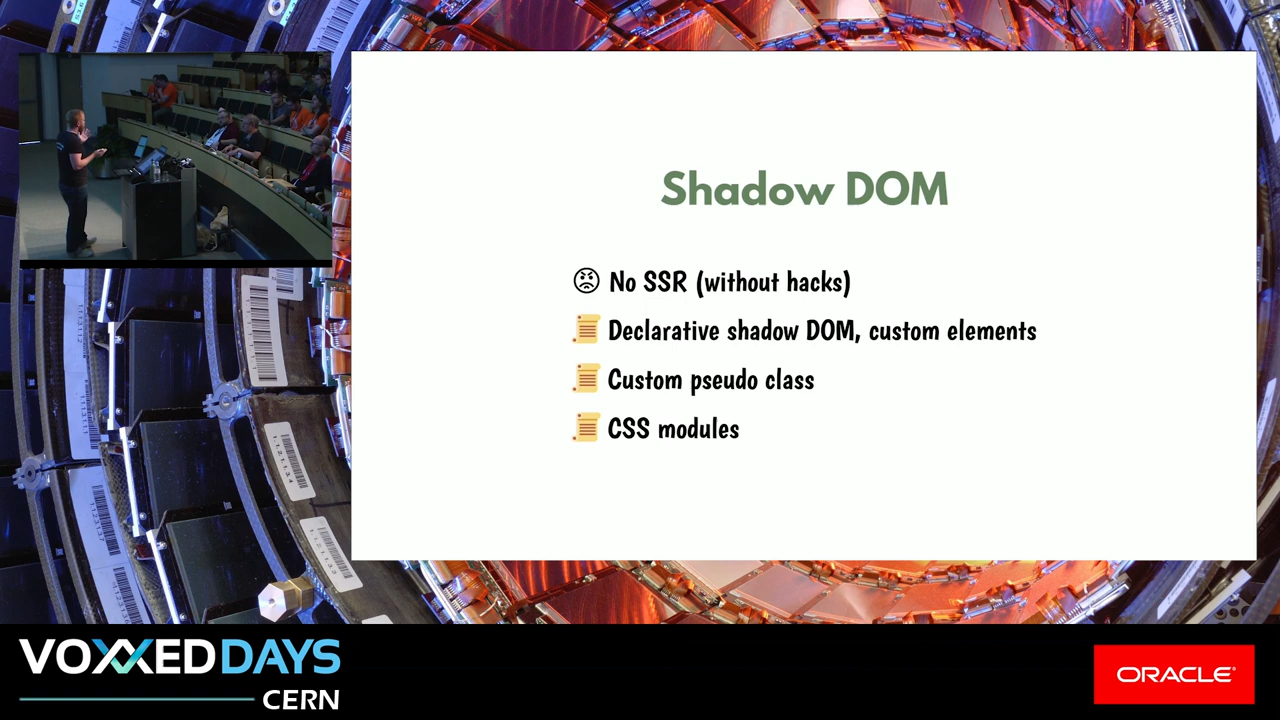 Shadow DOM
😡 No SSR (without hacks)
📜 Declarative shadow DOM, custom elements
📜 Custom pseudo class
📜 CSS modules
VOXXED DAYS
CERN
ORACLE